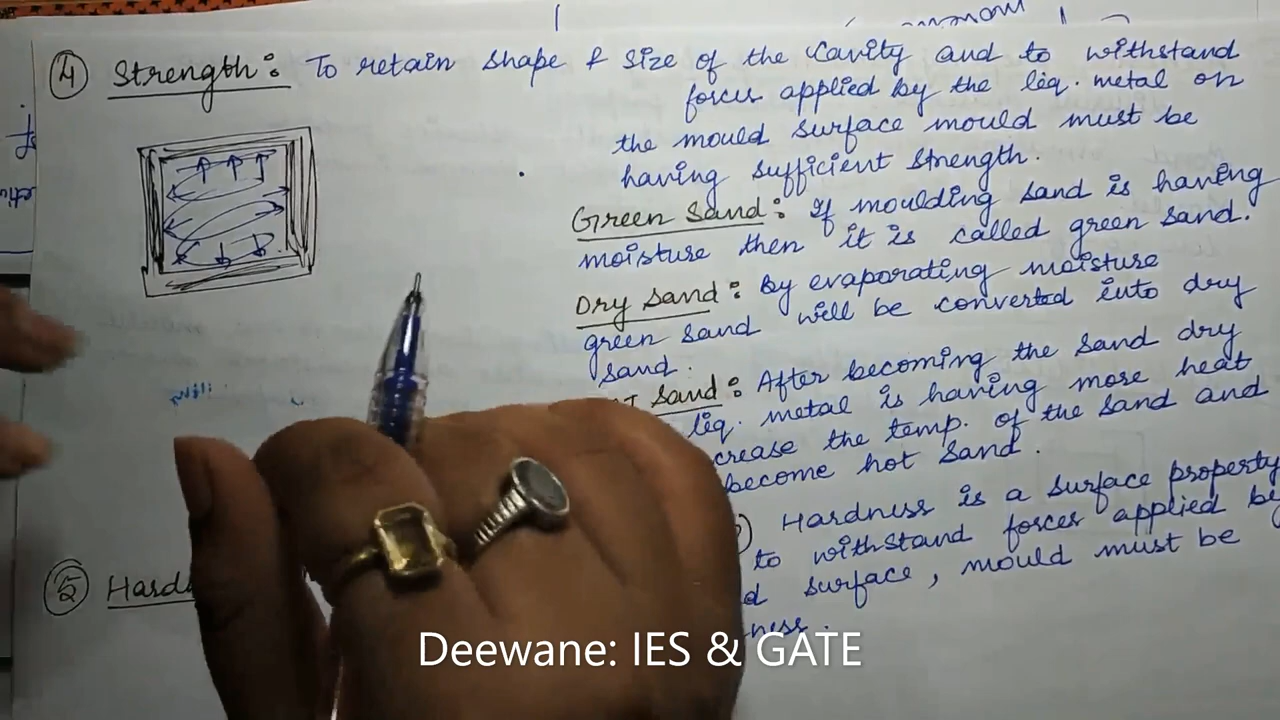 ④ Strength: To retain shape & size of the cavity and to withstand
forces applied by the liq. metal on
the mould surface mould must be
having sufficient strength.
Green Sand: If moulding sand is having
moisture then it is called green sand.
Dry Sand: By evaporating moisture
green sand will be converted into dry
sand.
Sand: After becoming the sand dry
liq. metal is having more heat
crease the temp. of the sand and
become hot sand.
⑤ Hard Hardness is a surface property
to withstand forces applied by
d surface, mould must be
ness.
Deewane: IES & GATE